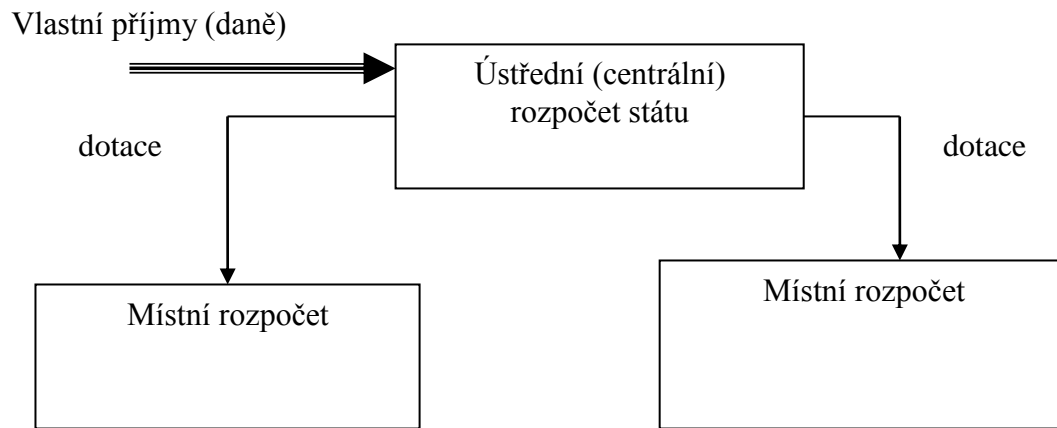 Vlastní příjmy (daně)
Ústřední (centrální)
rozpočet státu
dotace
dotace
Místní rozpočet
Místní rozpočet